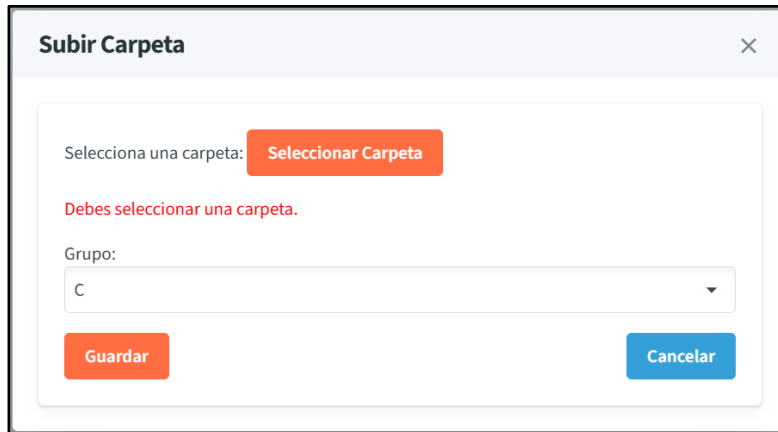 Subir Carpeta
Selecciona una carpeta: Seleccionar Carpeta
Debes seleccionar una carpeta.
Grupo:
C
Guardar Cancelar